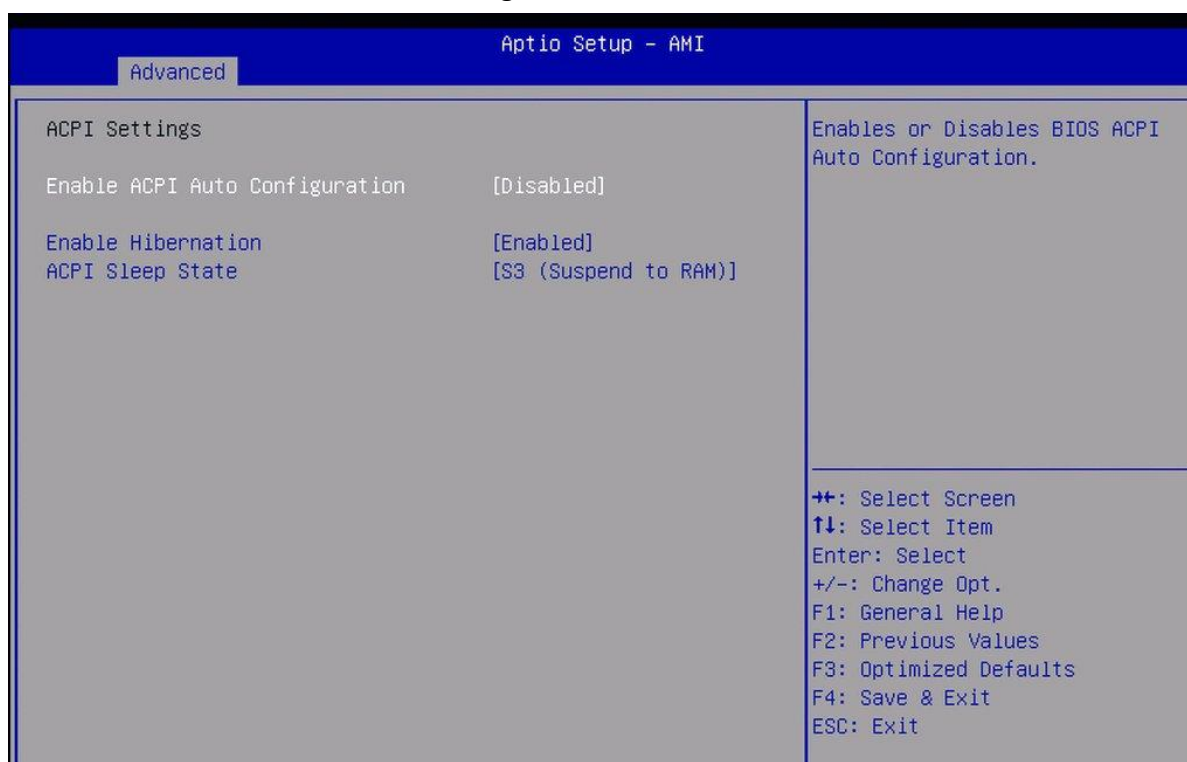 Aptio Setup - AMI
Advanced
ACPI Settings
Enable ACPI Auto Configuration [Disabled]
Enable Hibernation [Enabled]
ACPI Sleep State [S3 (Suspend to RAM)]
Enables or Disables BIOS ACPI
Auto Configuration.
→←: Select Screen
↑↓: Select Item
Enter: Select
+/-: Change Opt.
F1: General Help
F2: Previous Values
F3: Optimized Defaults
F4: Save & Exit
ESC: Exit